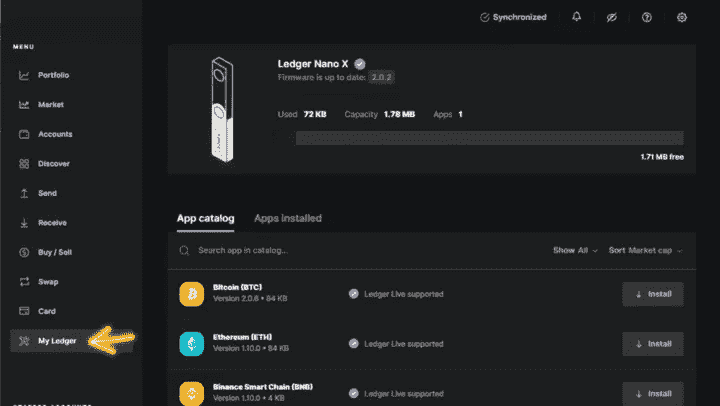 Synchronized
MENU
Portfolio
Market
Accounts
Discover
Send
Receive
Buy / Sell
Swap
Card
My Ledger
Ledger Nano X
Firmware is up to date: 2.0.2
Used 72 KB Capacity 1.78 MB Apps 1
1.71 MB free
App catalog Apps installed
Search app in catalog...
Show All Sort Market cap
Bitcoin (BTC)
Version 2.0.6 • 84 KB
Ledger Live supported
Install
Ethereum (ETH)
Version 1.10.0 • 84 KB
Ledger Live supported
Install
Binance Smart Chain (BNB)
Version 1.10.0 • 4 KB
Ledger Live supported
Install